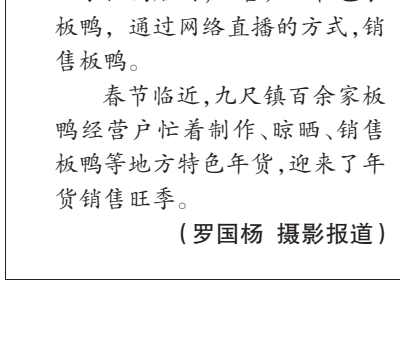 板鸭，通过网络直播的方式，销
售板鸭。
春节临近，九尺镇百余家板
鸭经营户忙着制作、晾晒、销售
板鸭等地方特色年货，迎来了年
货销售旺季。
（罗国杨 摄影报道）